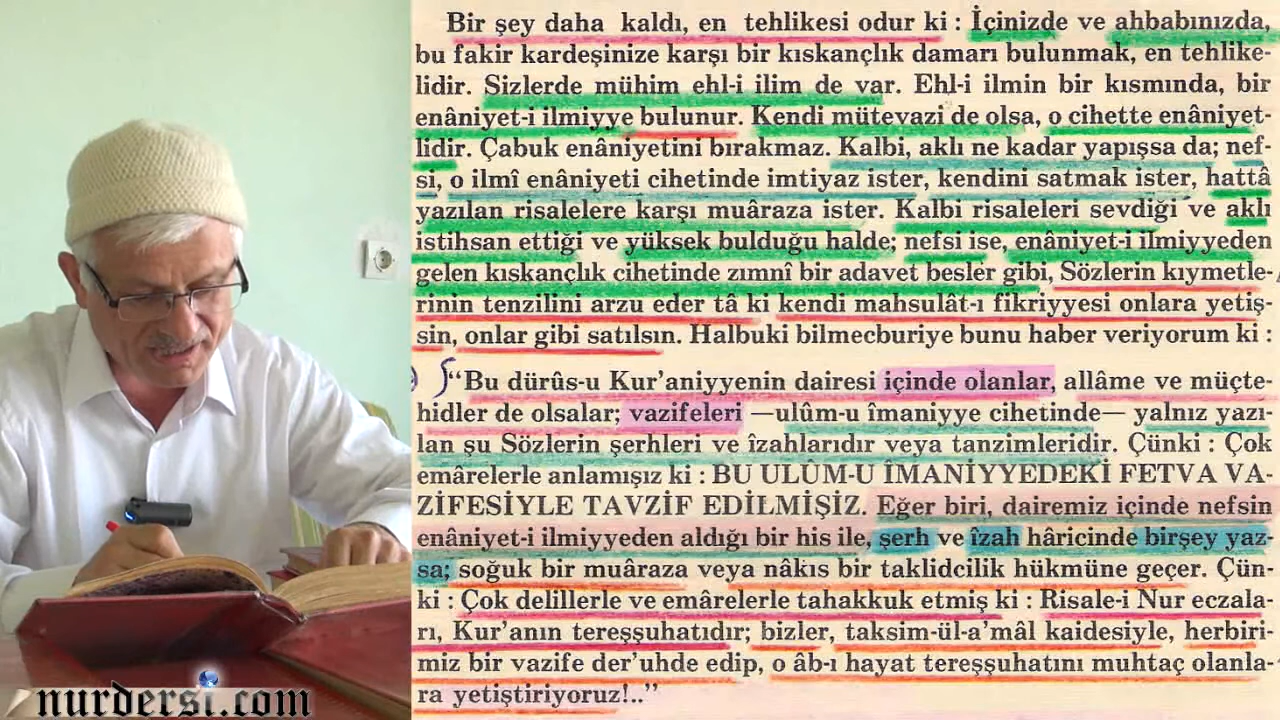 Bir şey daha kaldı, en tehlikesi odur ki : İçinizde ve ahbabınızda,
bu fakir kardeşinize karşı bir kıskançlık damarı bulunmak, en tehlike-
lidir. Sizlerde mühim ehl-i ilim de var. Ehl-i ilmin bir kısmında, bir
enâniyet-i ilmiyye bulunur. Kendi mütevazi de olsa, o cihette enâniyet-
lidir. Çabuk enâniyetini bırakmaz. Kalbi, aklı ne kadar yapışsa da; nef-
si, o ilmî enâniyeti cihetinde imtiyaz ister, kendini satmak ister, hattâ
yazılan risalelere karşı muâraza ister. Kalbi risaleleri sevdiği ve aklı
istihsan ettiği ve yüksek bulduğu halde; nefsi ise, enâniyet-i ilmiyyeden
gelen kıskançlık cihetinde zımnî bir adavet besler gibi, Sözlerin kıymetle-
rinin tenzilini arzu eder tâ ki kendi mahsulât-ı fikriyyesi onlara yetiş-
sin, onlar gibi satılsın. Halbuki bilmecburiye bunu haber veriyorum ki :
“Bu dürûs-u Kur'aniyyenin dairesi içinde olanlar, allâme ve müçte-
hidler de olsalar; vazifeleri —ulûm-u îmaniyye cihetinde— yalnız yazı-
lan şu Sözlerin şerhleri ve îzahlarıdır veya tanzimleridir. Çünki : Çok
emârelerle anlamışız ki : BU ULÛM-U ÎMANİYYEDEKİ FETVA VA-
ZİFESİYLE TAVZİF EDİLMİŞİZ. Eğer biri, dairemiz içinde nefsin
enâniyet-i ilmiyyeden aldığı bir his ile, şerh ve îzah hâricinde birşey yaz-
sa; soğuk bir muâraza veya nâkıs bir taklidcilik hükmüne geçer. Çün-
ki : Çok delillerle ve emârelerle tahakkuk etmiş ki : Risale-i Nur eczala-
rı, Kur'anın tereşşuhatıdır; bizler, taksim-ül-a'mâl kaidesiyle, herbiri-
miz bir vazife der'uhde edip, o âb-ı hayat tereşşuhatını muhtaç olanla-
ra yetiştiriyoruz!..”
nurdersi.com